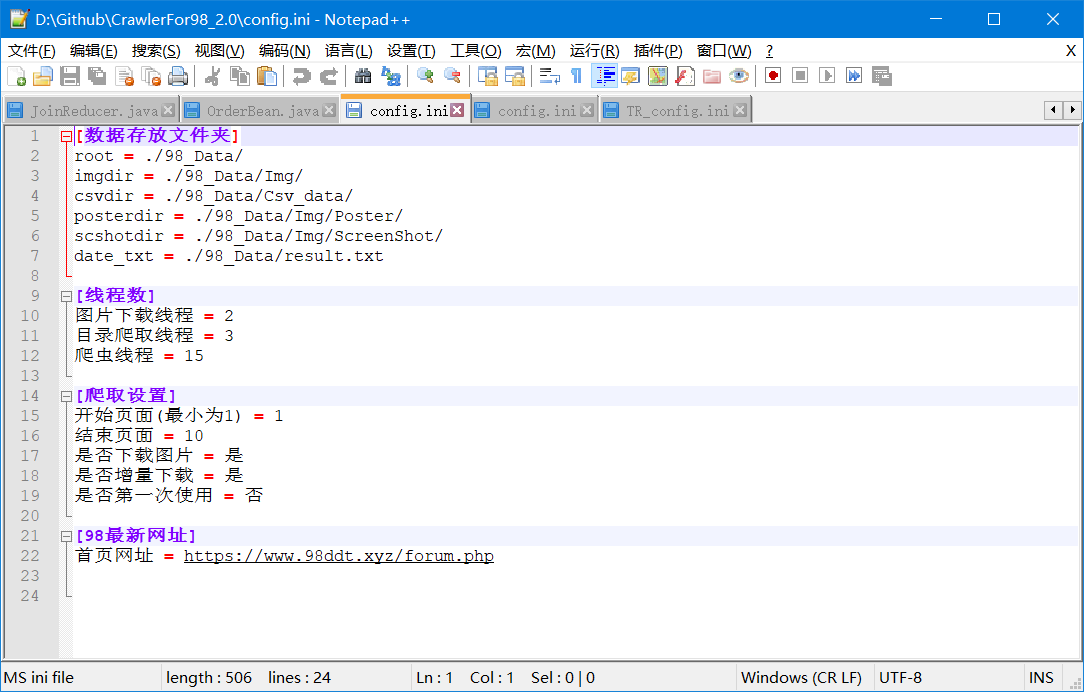 D:\Github\CrawlerFor98_2.0\config.ini - Notepad++
文件(F) 编辑(E) 搜索(S) 视图(V) 编码(N) 语言(L) 设置(T) 工具(O) 宏(M) 运行(R) 插件(P) 窗口(W) ? X
JoinReducer.java OrderBean.java config.ini config.ini TR_config.ini
1 [数据存放文件夹]
2 root = ./98_Data/
3 imgdir = ./98_Data/Img/
4 csvdir = ./98_Data/Csv_data/
5 posterdir = ./98_Data/Img/Poster/
6 scshotdir = ./98_Data/Img/ScreenShot/
7 date_txt = ./98_Data/result.txt
8
9 [线程数]
10 图片下载线程 = 2
11 目录爬取线程 = 3
12 爬虫线程 = 15
13
14 [爬取设置]
15 开始页面(最小为1) = 1
16 结束页面 = 10
17 是否下载图片 = 是
18 是否增量下载 = 是
19 是否第一次使用 = 否
20
21 [98最新网址]
22 首页网址 = https://www.98ddt.xyz/forum.php
23
24
MS ini file length : 506 lines : 24 Ln : 1 Col : 1 Sel : 0 | 0 Windows (CR LF) UTF-8 INS